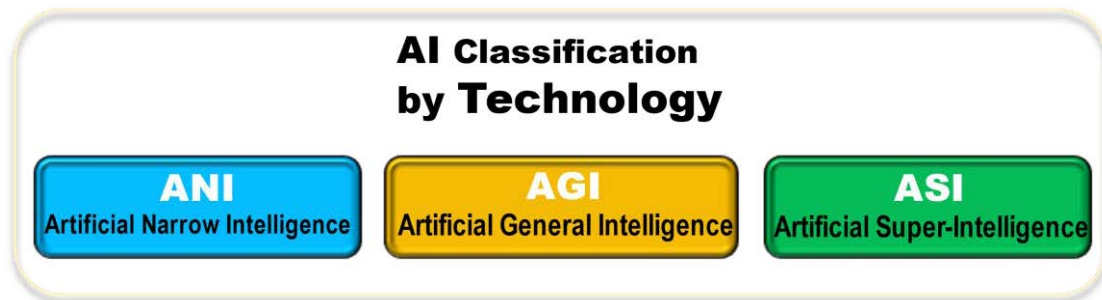 AI Classification
by Technology
ANI
Artificial Narrow Intelligence
AGI
Artificial General Intelligence
ASI
Artificial Super-Intelligence